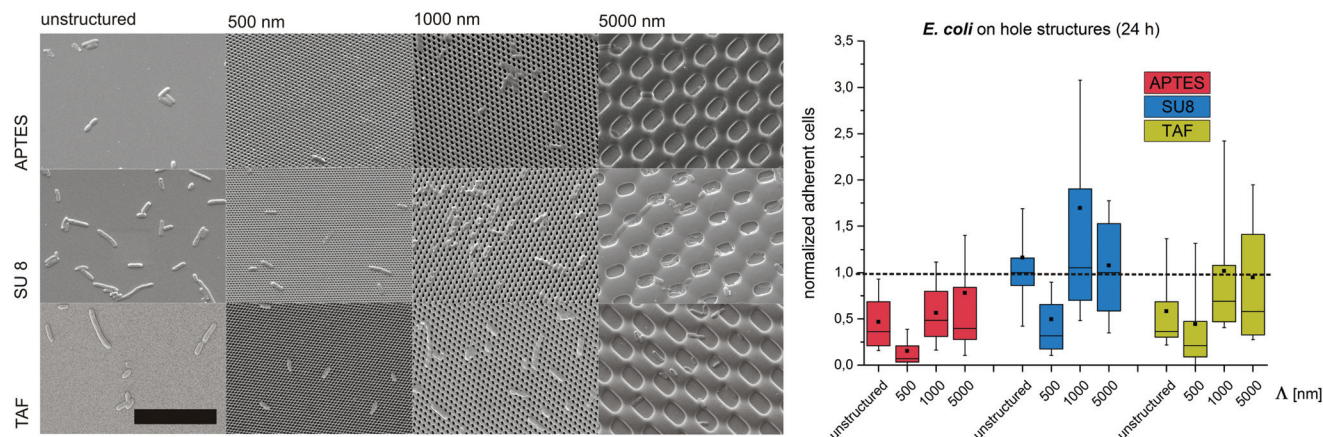 unstructured 500 nm 1000 nm 5000 nm
APTES
SU 8
TAF
E. coli on hole structures (24 h)
normalized adherent cells
3,5
3,0
2,5
2,0
1,5
1,0
0,5
0,0
APTES
SU8
TAF
unstructured 500 1000 5000 unstructured 500 1000 5000 unstructured 500 1000 5000 Λ [nm]